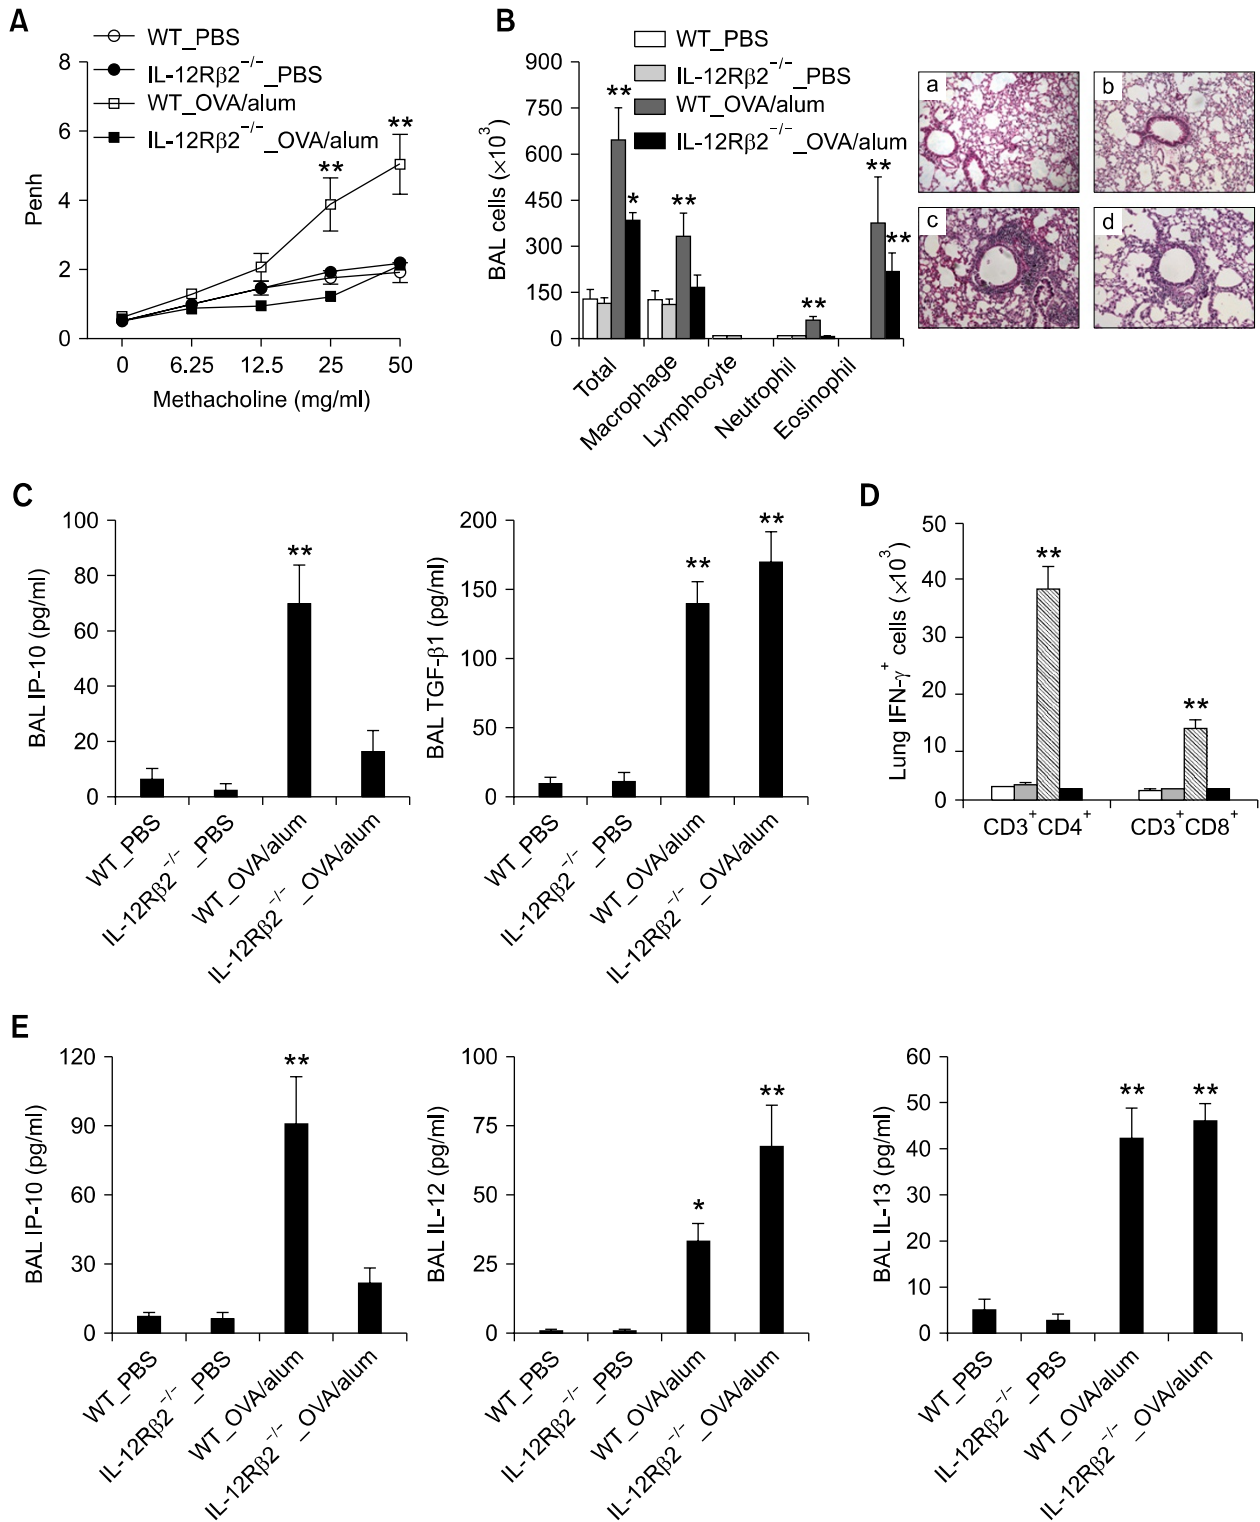 A
WT_PBS
IL-12Rβ2⁻/⁻_PBS
WT_OVA/alum
IL-12Rβ2⁻/⁻_OVA/alum
8
6
4
2
0
Penh
**
**
0 6.25 12.5 25 50
Methacholine (mg/ml)
B
WT_PBS
IL-12Rβ2⁻/⁻_PBS
WT_OVA/alum
IL-12Rβ2⁻/⁻_OVA/alum
900
750
600
450
300
150
0
BAL cells (×10³)
**
*
**
**
**
**
Total
Macrophage
Lymphocyte
Neutrophil
Eosinophil
a
b
c
d
C
100
80
60
40
20
0
BAL IP-10 (pg/ml)
**
WT_PBS
IL-12Rβ2⁻/⁻_PBS
WT_OVA/alum
IL-12Rβ2⁻/⁻_OVA/alum
200
150
100
50
0
BAL TGF-β1 (pg/ml)
**
**
WT_PBS
IL-12Rβ2⁻/⁻_PBS
WT_OVA/alum
IL-12Rβ2⁻/⁻_OVA/alum
D
50
40
30
20
10
0
Lung IFN-γ⁺ cells (×10³)
**
**
CD3⁺CD4⁺ CD3⁺CD8⁺
E
120
90
60
30
0
BAL IP-10 (pg/ml)
**
WT_PBS
IL-12Rβ2⁻/⁻_PBS
WT_OVA/alum
IL-12Rβ2⁻/⁻_OVA/alum
100
75
50
25
0
BAL IL-12 (pg/ml)
*
**
WT_PBS
IL-12Rβ2⁻/⁻_PBS
WT_OVA/alum
IL-12Rβ2⁻/⁻_OVA/alum
60
50
40
30
20
10
0
BAL IL-13 (pg/ml)
**
**
WT_PBS
IL-12Rβ2⁻/⁻_PBS
WT_OVA/alum
IL-12Rβ2⁻/⁻_OVA/alum